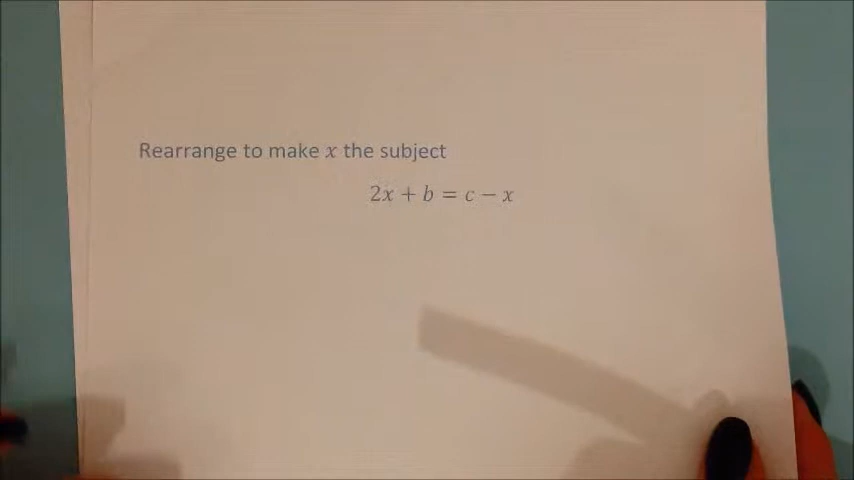 Rearrange to make x the subject
2x + b = c − x